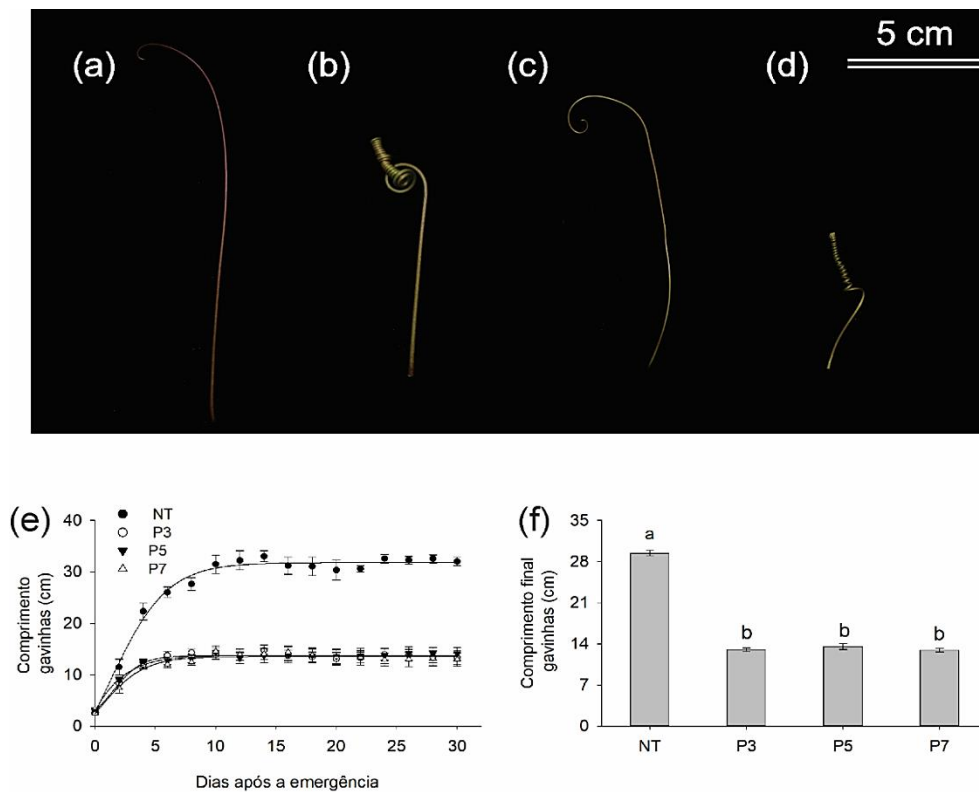 (a) (b) (c) (d) 5 cm
(e)
NT
P3
P5
P7
40
30
20
10
0
Comprimento
gavinhas (cm)
0 5 10 15 20 25 30
Dias após a emergência
(f)
35
28
21
14
7
0
Comprimento final
gavinhas (cm)
a
b b b
NT P3 P5 P7